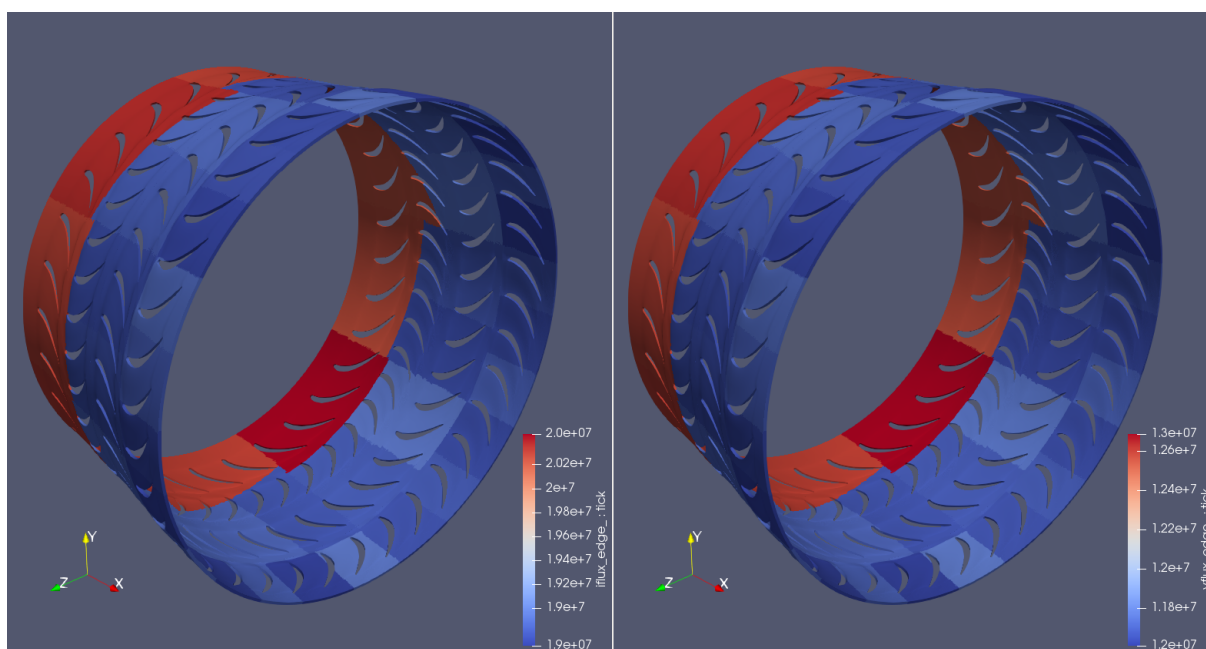 2.0e+07
2.02e+7
2e+7
1.98e+7
1.96e+7
1.94e+7
1.92e+7
1.9e+7
1.9e+07
iflux_edge_::tick
Y
Z
X
1.3e+07
1.26e+7
1.24e+7
1.22e+7
1.2e+7
1.18e+7
1.2e+07
vflux_edge_::tick
Y
Z
X